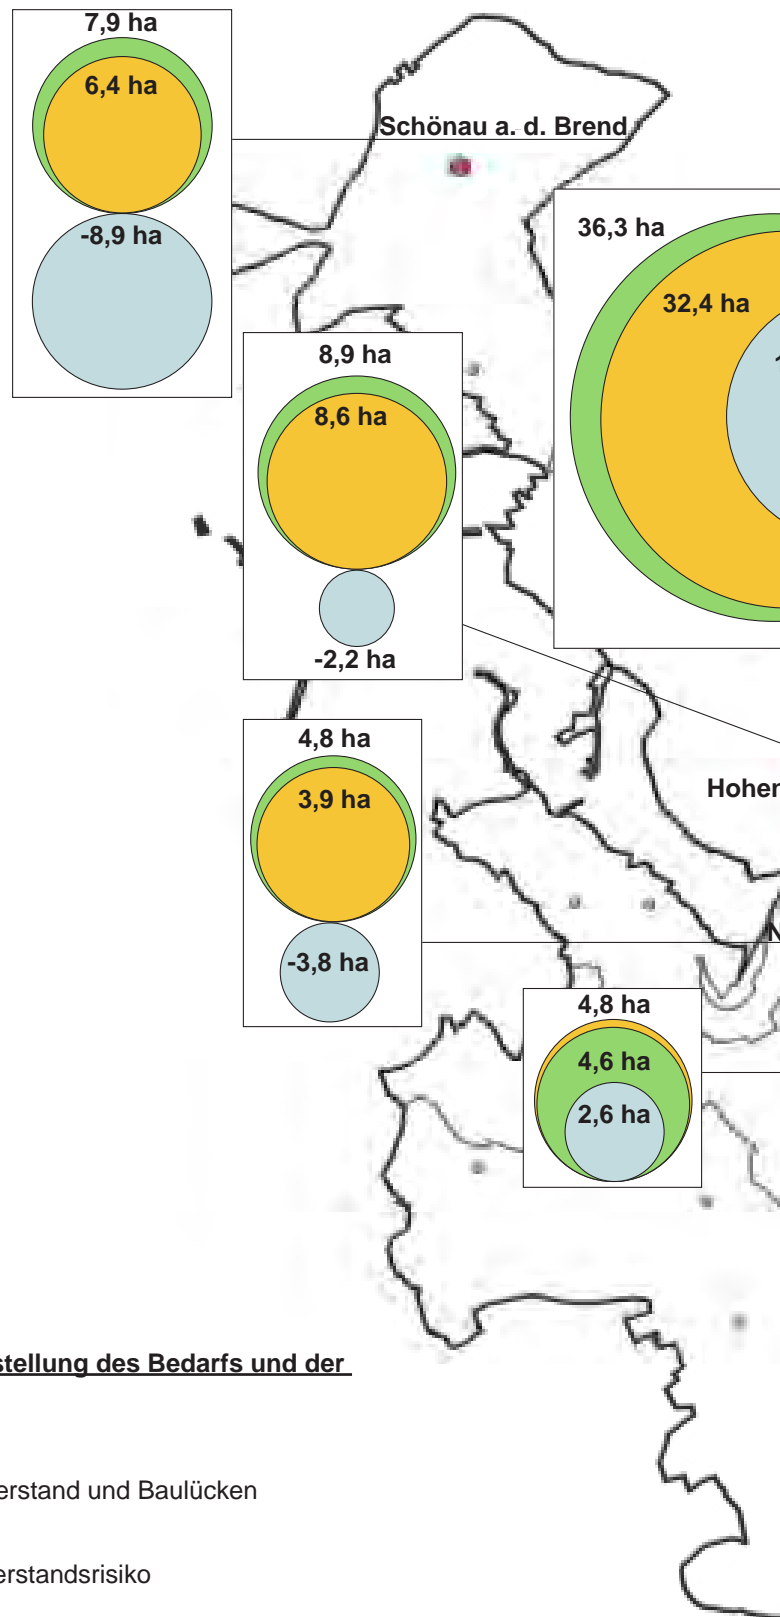 7,9 ha
6,4 ha
-8,9 ha
Schönau a. d. Brend
36,3 ha
32,4 ha
8,9 ha
8,6 ha
-2,2 ha
4,8 ha
3,9 ha
-3,8 ha
Hohen
N
4,8 ha
4,6 ha
2,6 ha
stellung des Bedarfs und der
erstand und Baulücken
erstandsrisiko